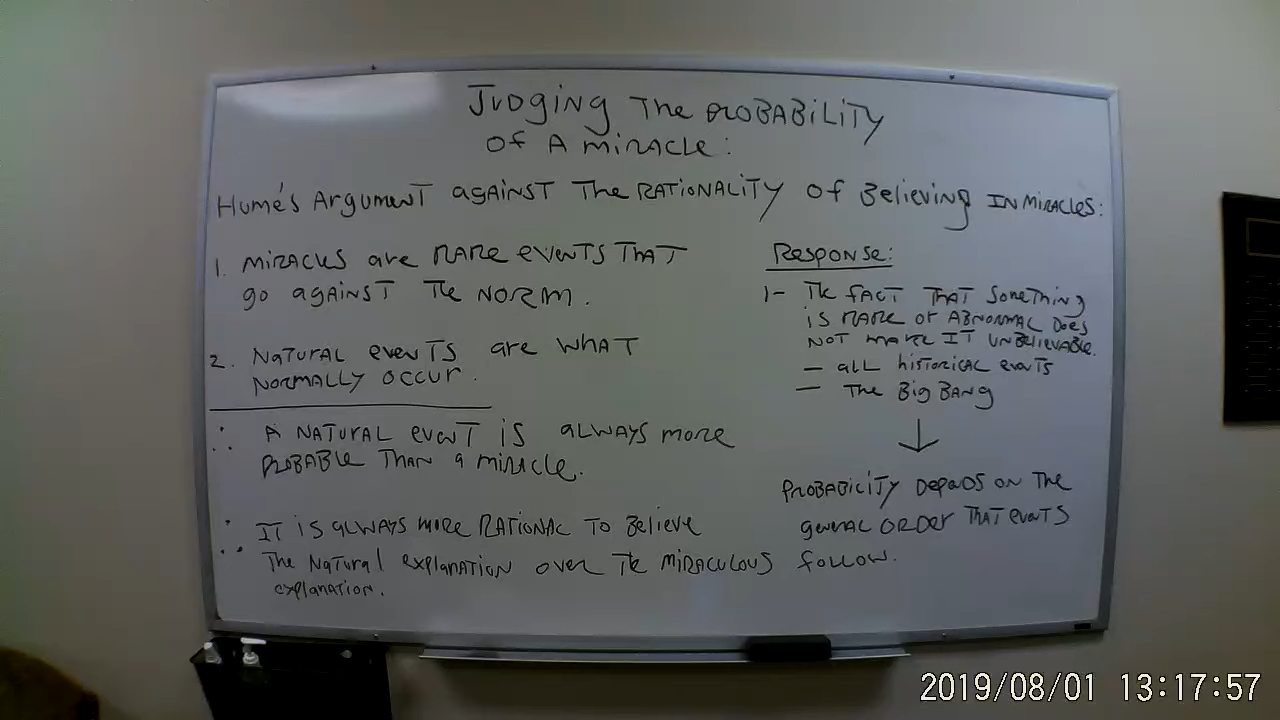 Judging The Probability
of A miracle:
Hume's Argument against The Rationality of Believing In Miracles:
1. Miracles are rare events That
go against The norm.
2. Natural events are what
normally occur.
∴ A natural event is always more
probable Than a miracle.
∴ It is always more rational To Believe
The Natural explanation over The miraculous
explanation.
Response:
1- The fact That something
is rare or abnormal does
not make it unbelievable.
- all historical events
- The Big Bang
↓
Probability Depends on The
general order That events
follow.
2019/08/01 13:17:57